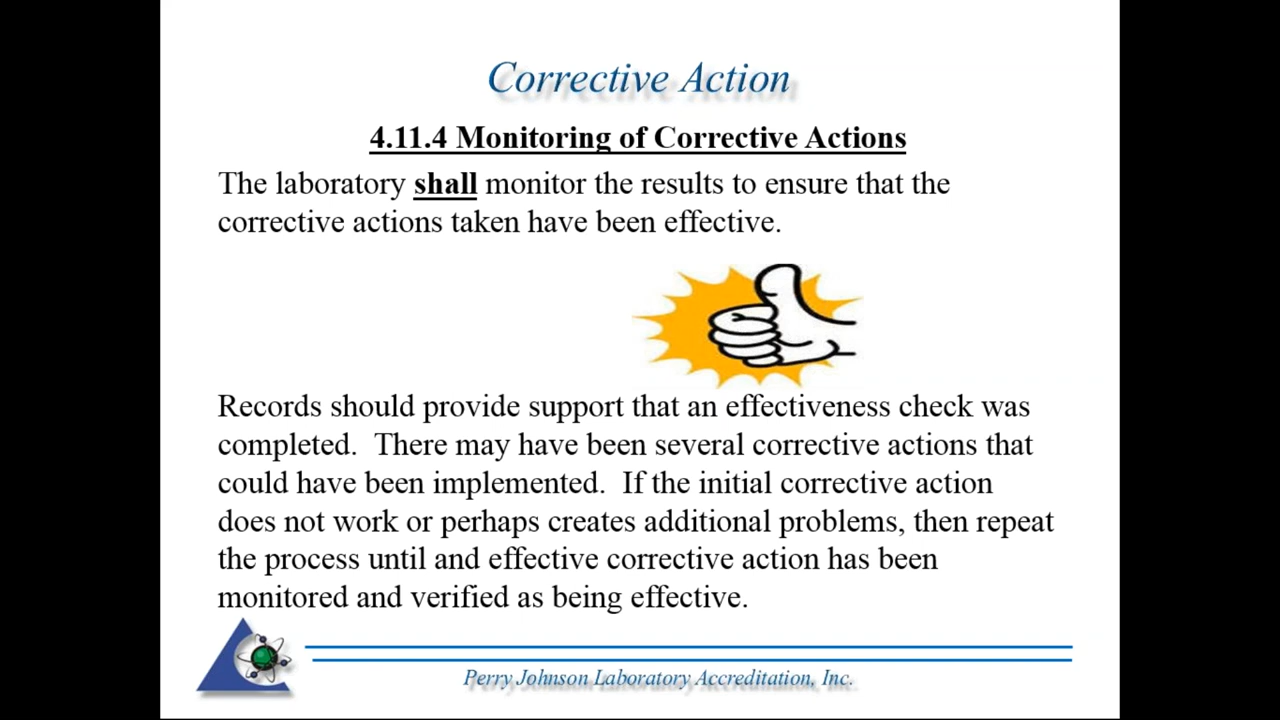 Corrective Action
4.11.4 Monitoring of Corrective Actions
The laboratory shall monitor the results to ensure that the
corrective actions taken have been effective.
Records should provide support that an effectiveness check was
completed.  There may have been several corrective actions that
could have been implemented.  If the initial corrective action
does not work or perhaps creates additional problems, then repeat
the process until and effective corrective action has been
monitored and verified as being effective.
Perry Johnson Laboratory Accreditation, Inc.